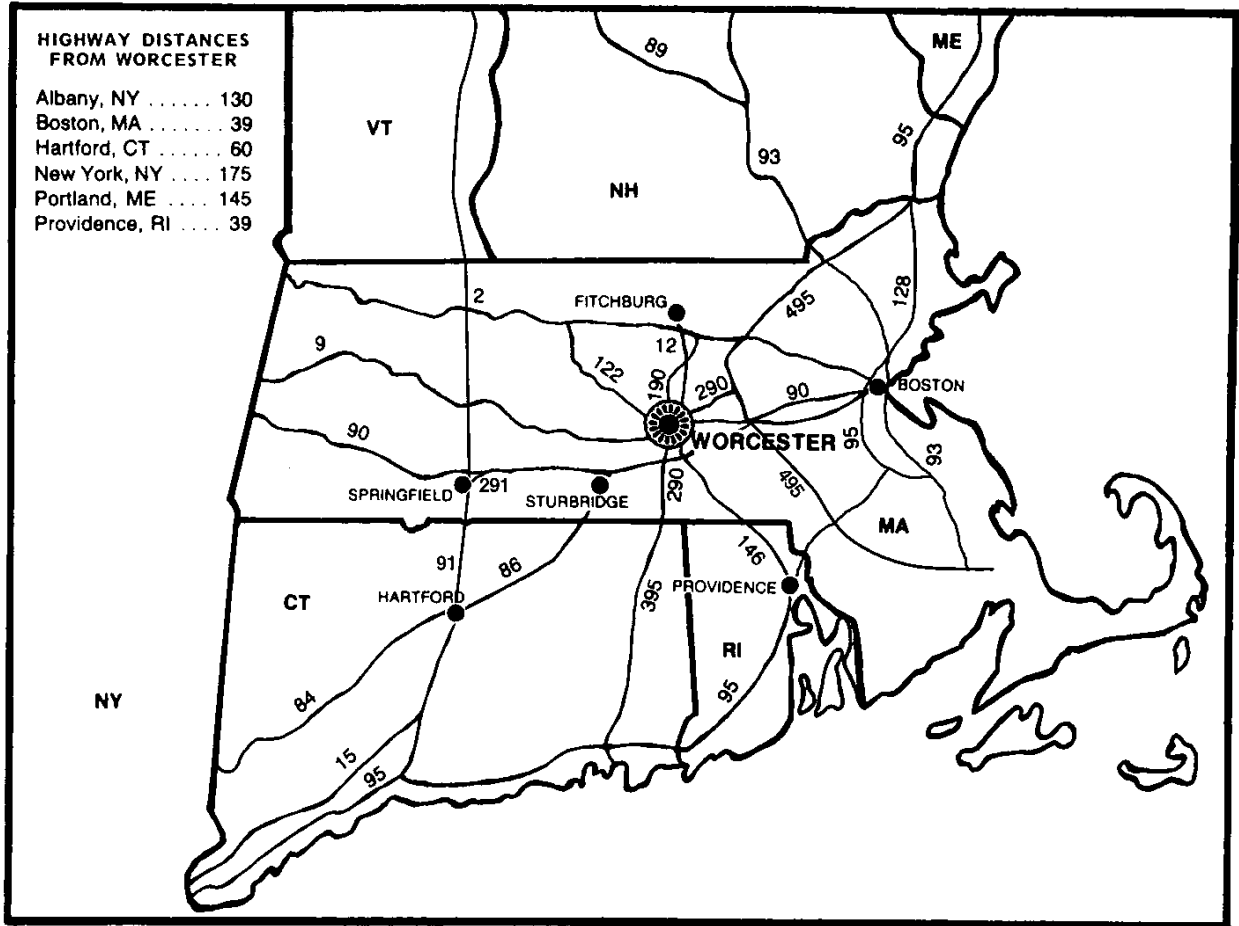 HIGHWAY DISTANCES
FROM WORCESTER
Albany, NY ...... 130
Boston, MA ....... 39
Hartford, CT ...... 60
New York, NY .... 175
Portland, ME .... 145
Providence, RI .... 39
ME
89
95
VT
93
NH
2
FITCHBURG
495
128
9
12
122
190
290
90
BOSTON
90
WORCESTER
95
93
SPRINGFIELD
291
STURBRIDGE
290
495
MA
146
91
86
HARTFORD
395
PROVIDENCE
CT
RI
NY
84
95
15
95